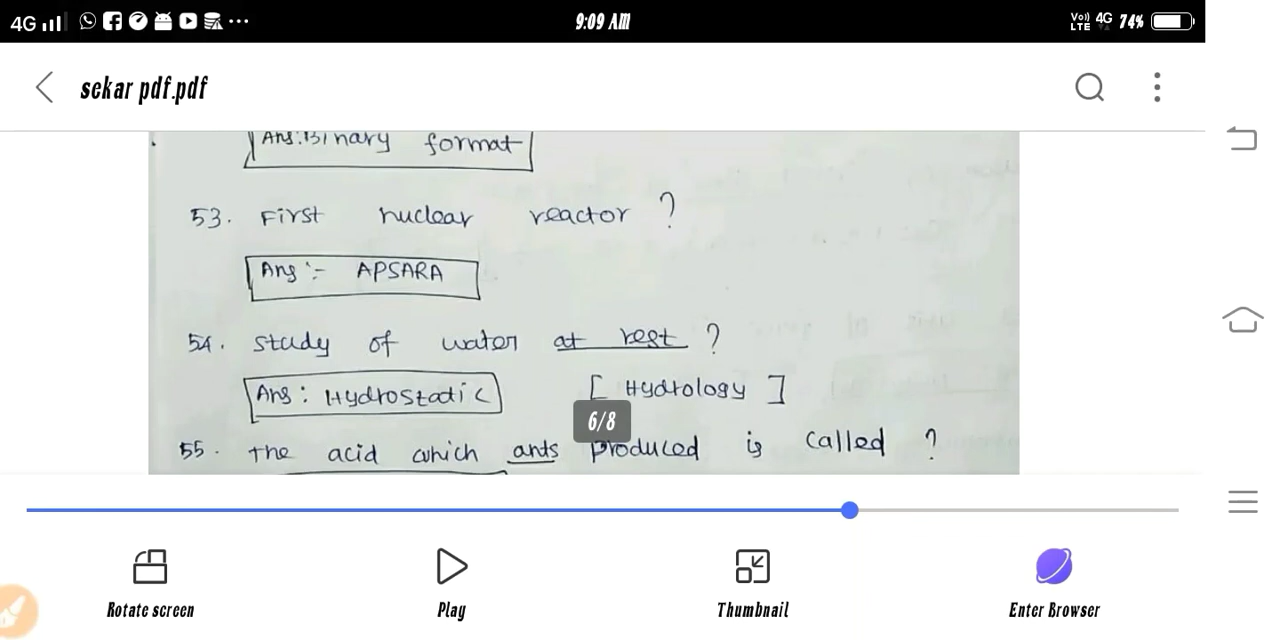 4G ...
9:09 AM
Vo)) LTE 4G 74%
sekar pdf.pdf
Ans: Binary format
53. First nuclear reactor ?
Ans :- APSARA
54. study of water at rest ?
Ans : Hydrostatic [ Hydrology ]
6/8
55. The acid which ants produced is called ?
Rotate screen Play Thumbnail Enter Browser